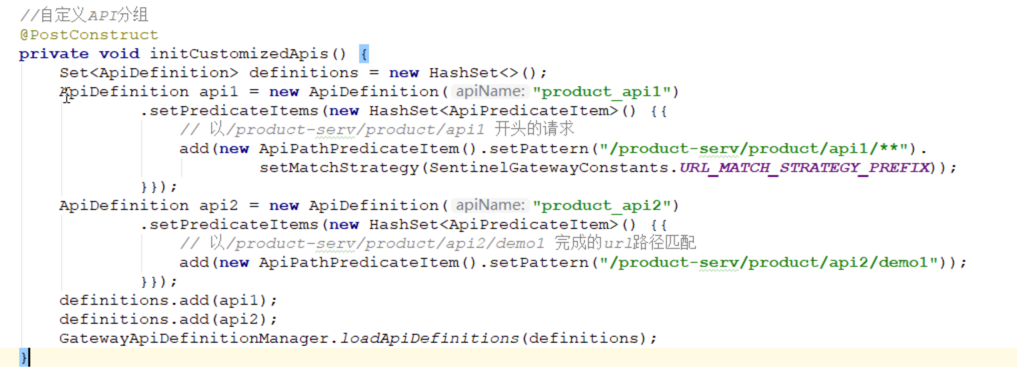 //自定义API分组
@PostConstruct
private void initCustomizedApis() {
Set<ApiDefinition> definitions = new HashSet<>();
ApiDefinition api1 = new ApiDefinition( apiName: "product_api1")
.setPredicateItems(new HashSet<ApiPredicateItem>() {{
// 以/product-serv/product/api1 开头的请求
add(new ApiPathPredicateItem().setPattern("/product-serv/product/api1/**").
setMatchStrategy(SentinelGatewayConstants.URL_MATCH_STRATEGY_PREFIX));
}});
ApiDefinition api2 = new ApiDefinition( apiName: "product_api2")
.setPredicateItems(new HashSet<ApiPredicateItem>() {{
// 以/product-serv/product/api2/demo1 完成的url路径匹配
add(new ApiPathPredicateItem().setPattern("/product-serv/product/api2/demo1"));
}});
definitions.add(api1);
definitions.add(api2);
GatewayApiDefinitionManager.loadApiDefinitions(definitions);
}